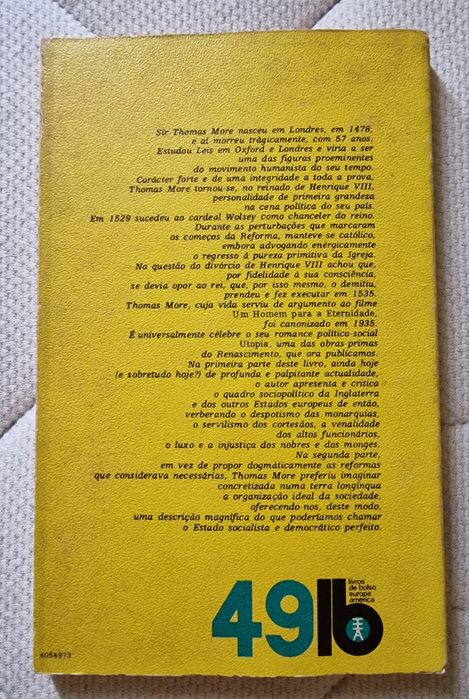 Sir Thomas More nasceu em Londres, em 1478,
e aí morreu tràgicamente, com 57 anos.
Estudou Leis em Oxford e Londres e viria a ser
uma das figuras proeminentes
do movimento humanista do seu tempo.
Carácter forte e de uma integridade a toda a prova,
Thomas More tornou-se, no reinado de Henrique VIII,
personalidade de primeira grandeza
na cena política do seu país.
Em 1529 sucedeu ao cardeal Wolsey como chanceler do reino.
Durante as perturbações que marcaram
os começos da Reforma, manteve-se católico,
embora advogando enèrgicamente
o regresso à pureza primitiva da Igreja.
Na questão do divórcio de Henrique VIII achou que,
por fidelidade à sua consciência,
se devia opor ao rei, que, por isso mesmo, o demitiu,
prendeu e fez executar em 1535.
Thomas More, cuja vida serviu de argumento ao filme
Um Homem para a Eternidade,
foi canonizado em 1935.
É universalmente célebre o seu romance político-social
Utopia, uma das obras-primas
do Renascimento, que ora publicamos.
Na primeira parte deste livro, ainda hoje
(e sobretudo hoje?) de profunda e palpitante actualidade,
o autor apresenta e critica
o quadro sociopolítico da Inglaterra
e dos outros Estados europeus de então,
verberando o despotismo das monarquias,
o servilismo dos cortesãos, a venalidade
dos altos funcionários,
o luxo e a injustiça dos nobres e dos monges.
Na segunda parte,
em vez de propor dogmàticamente as reformas
que considerava necessárias, Thomas More preferiu imaginar
concretizada numa terra longínqua
a organização ideal da sociedade,
oferecendo-nos, deste modo,
uma descrição magnífica do que poderíamos chamar
o Estado socialista e democrático perfeito.
49 lb
livros
de bolso
europa
américa
EA
4054973